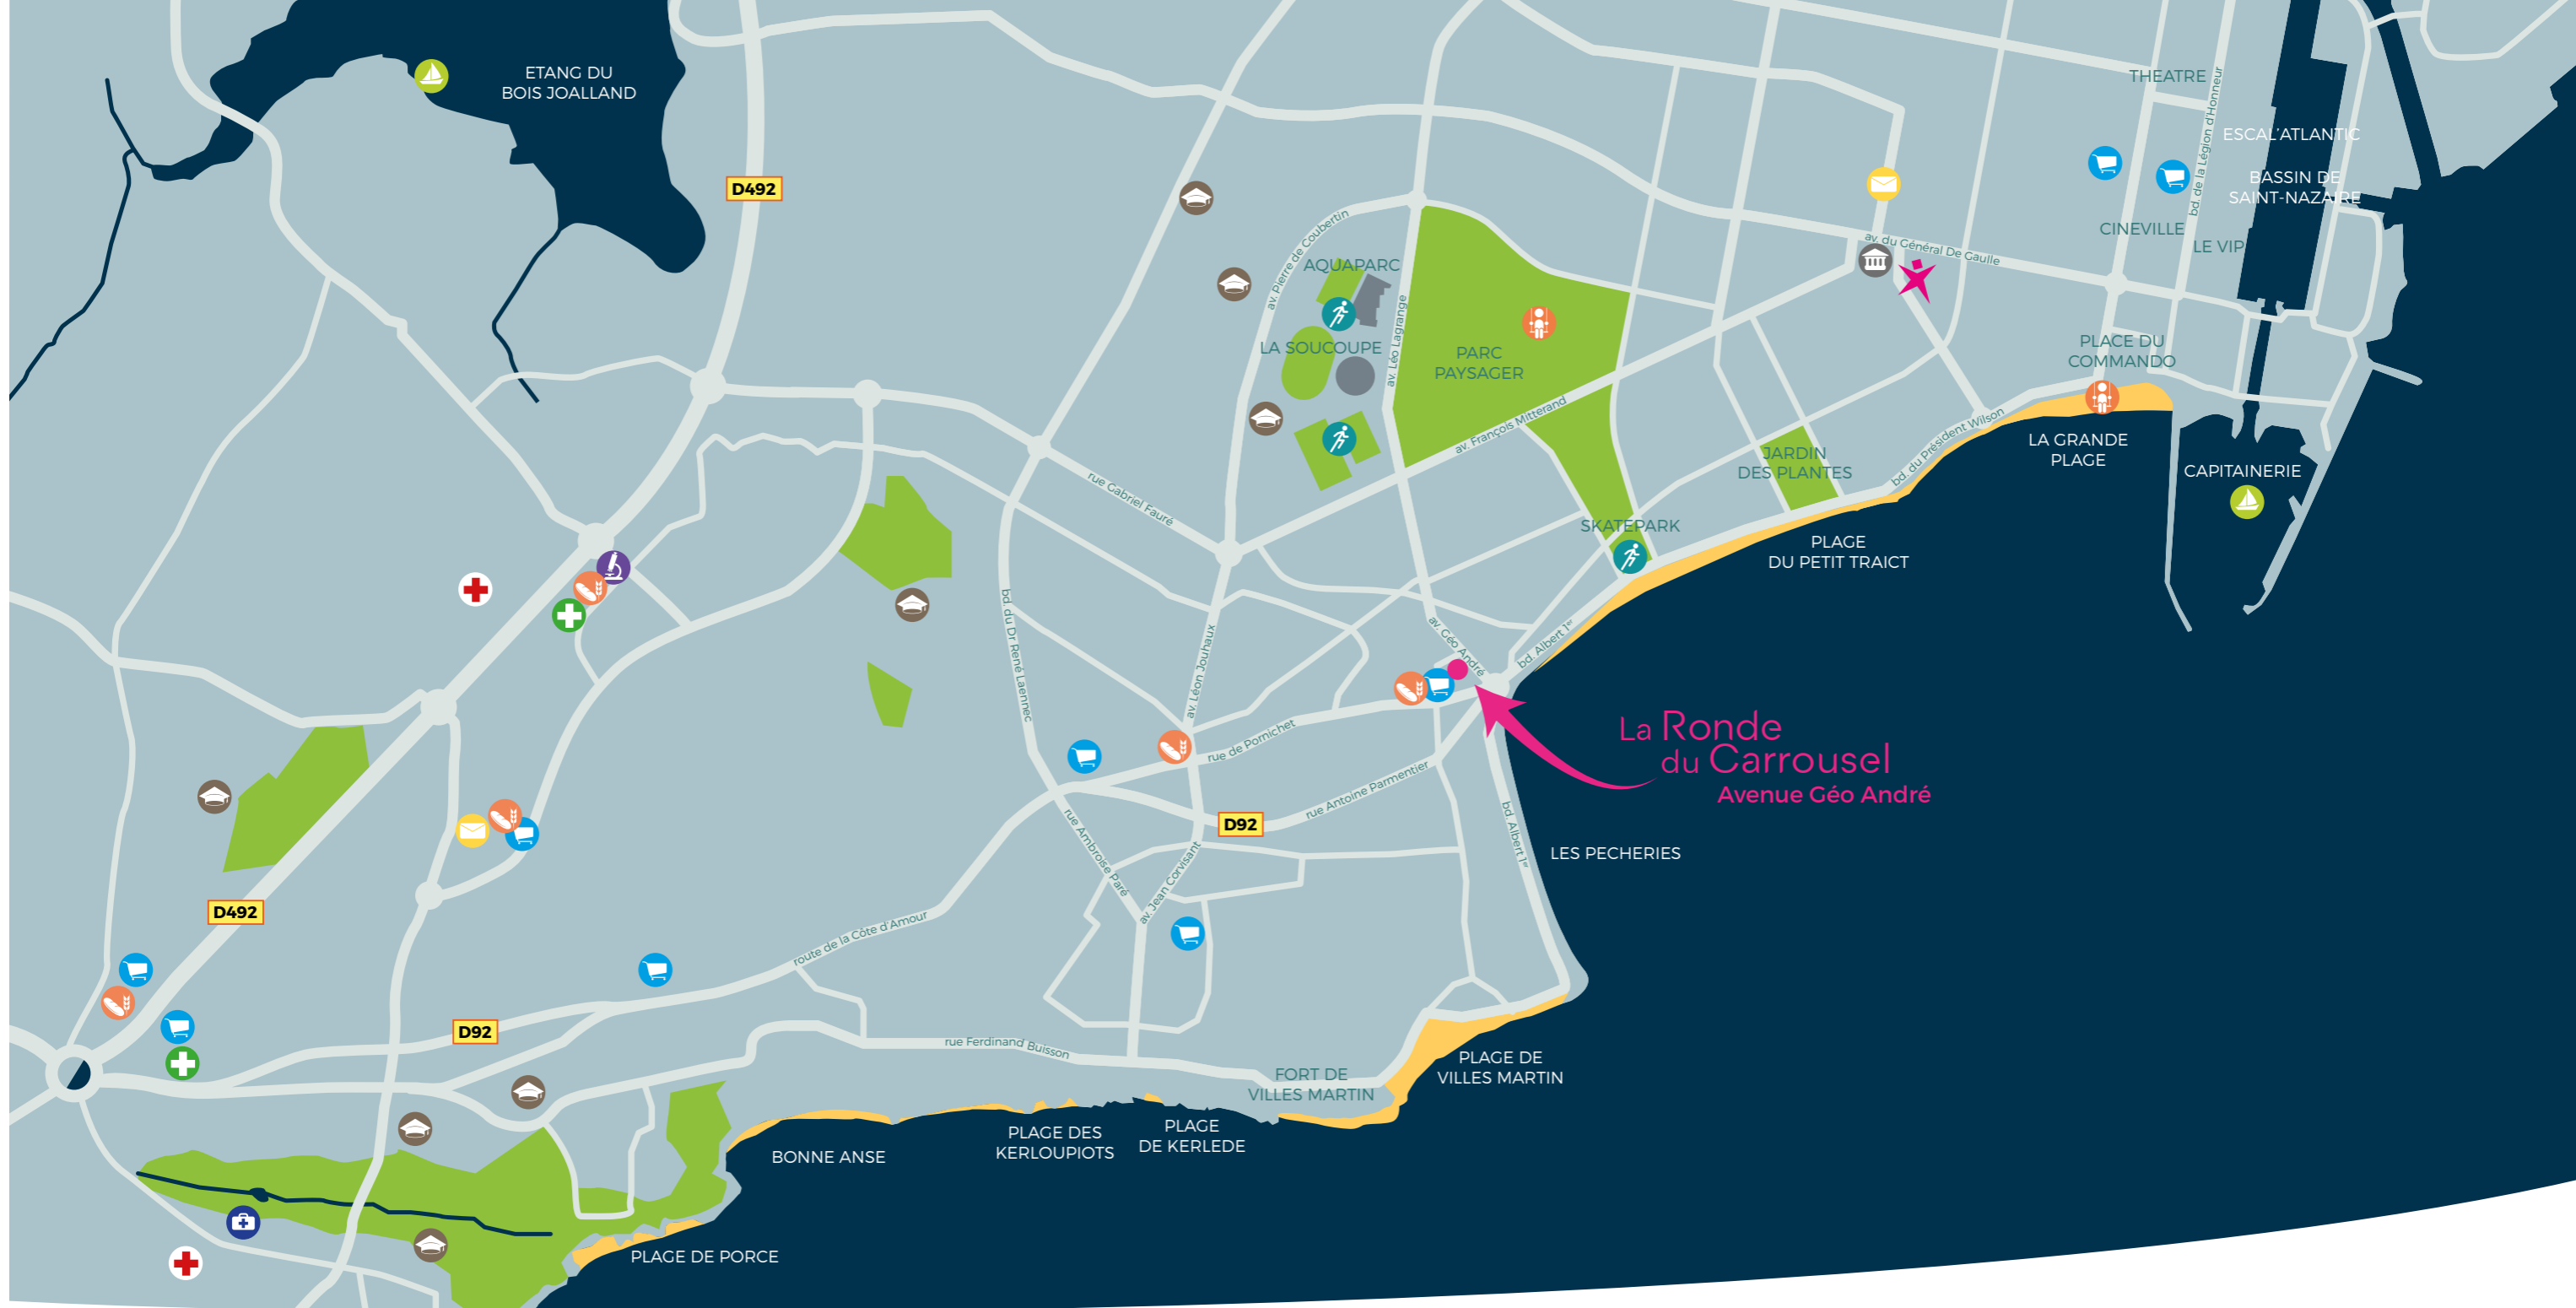 ETANG DU
BOIS JOALLAND
D492
THEATRE
bd. de la Légion d'Honneur
ESCAL'ATLANTIC
BASSIN DE
SAINT-NAZAIRE
CINEVILLE
LE VIP
av. du Général De Gaulle
av. Pierre de Coubertin
AQUAPARC
av. Léo Lagrange
LA SOUCOUPE
PARC
PAYSAGER
PLACE DU
COMMANDO
av. François Mitterand
bd. du Président Wilson
LA GRANDE
PLAGE
JARDIN
DES PLANTES
CAPITAINERIE
rue Gabriel Fauré
SKATEPARK
PLAGE
DU PETIT TRAICT
bd. du Dr René Laennec
av. Léon Jouhaux
av. Géo André
bd. Albert 1er
La Ronde
du Carrousel
Avenue Géo André
rue de Pornichet
rue Antoine Parmentier
D92
rue Ambroise Paré
av. Jean Corvisant
bd. Albert 1er
LES PECHERIES
D492
route de la Côte d'Amour
D92
rue Ferdinand Buisson
FORT DE
VILLES MARTIN
PLAGE DE
VILLES MARTIN
PLAGE DES
KERLOUPIOTS
PLAGE
DE KERLEDE
BONNE ANSE
PLAGE DE PORCE